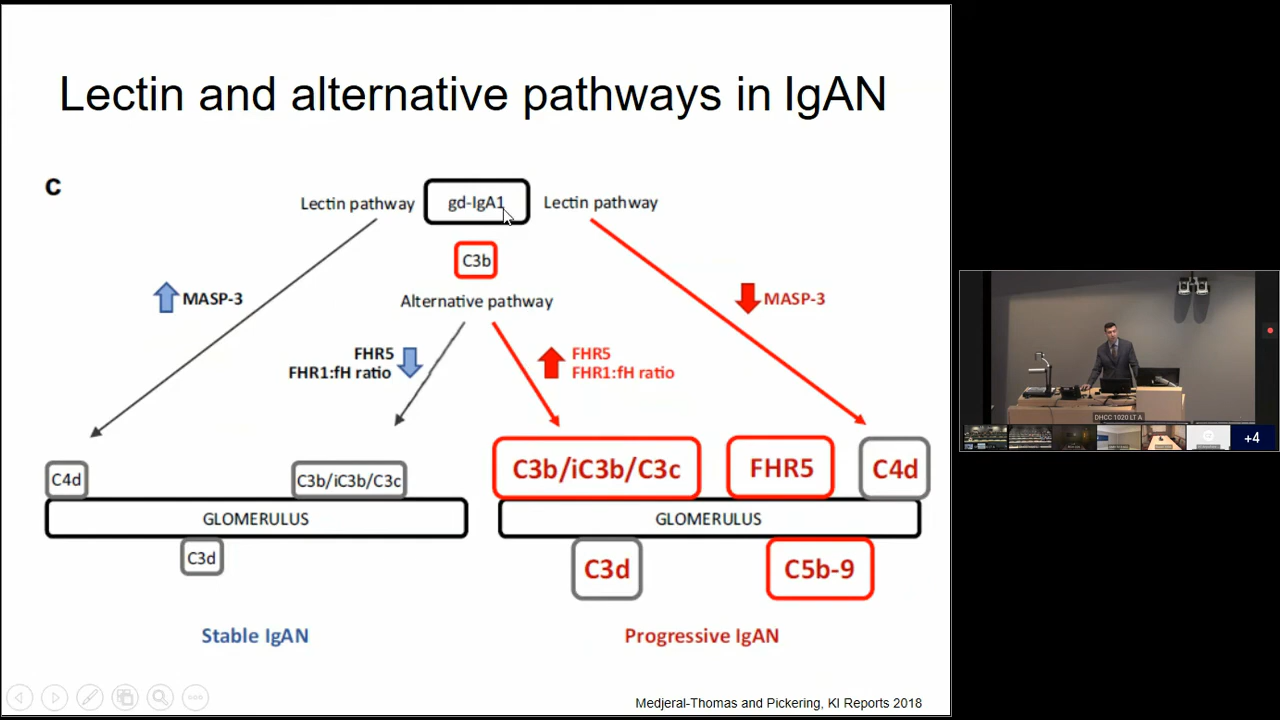 Lectin and alternative pathways in IgAN
C
Lectin pathway
gd-IgA1
Lectin pathway
C3b
MASP-3
Alternative pathway
MASP-3
FHR5
FHR1:fH ratio
FHR5
FHR1:fH ratio
C4d
C3b/iC3b/C3c
C3b/iC3b/C3c
FHR5
C4d
GLOMERULUS
GLOMERULUS
C3d
C3d
C5b-9
Stable IgAN
Progressive IgAN
Medjeral-Thomas and Pickering, KI Reports 2018
DHCC 1020 LT A
+4